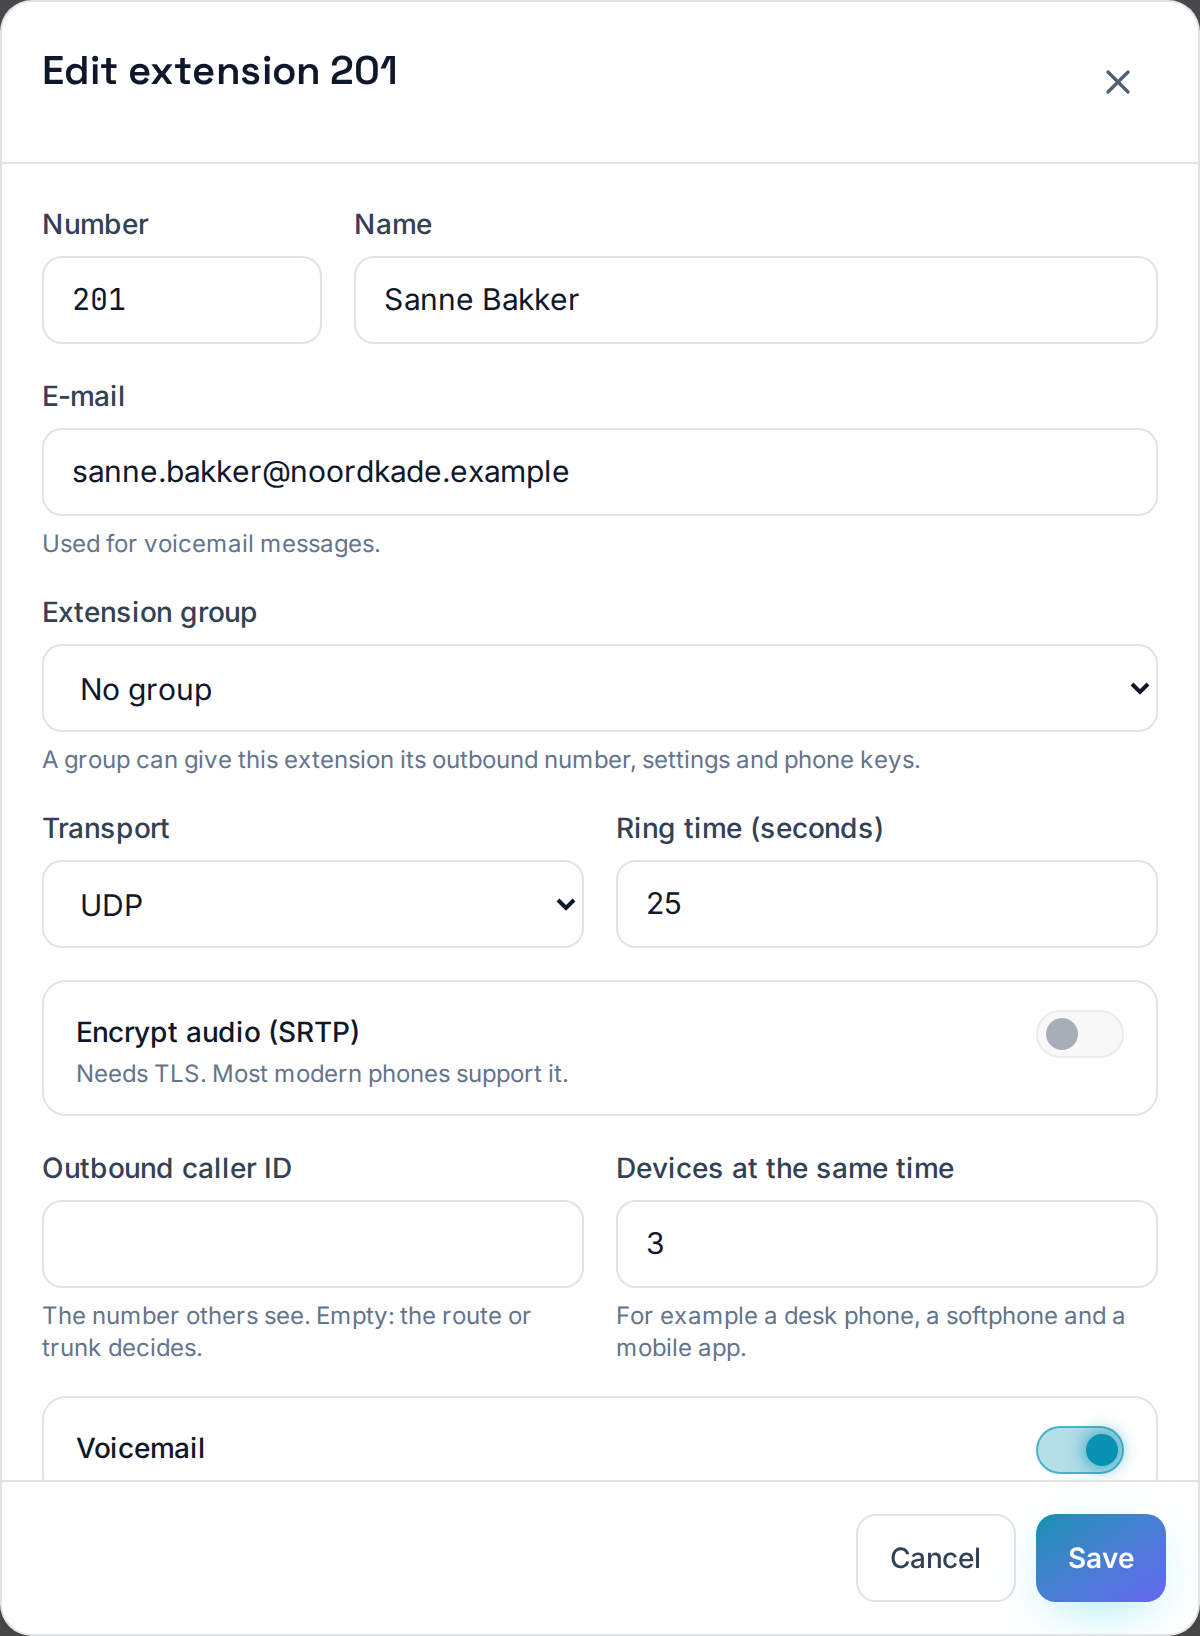 Edit extension 201
Number
Name
201
Sanne Bakker
E-mail
sanne.bakker@noordkade.example
Used for voicemail messages.
Extension group
No group
A group can give this extension its outbound number, settings and phone keys.
Transport
Ring time (seconds)
UDP
25
Encrypt audio (SRTP)
Needs TLS. Most modern phones support it.
Outbound caller ID
Devices at the same time
3
The number others see. Empty: the route or
trunk decides.
For example a desk phone, a softphone and a
mobile app.
Voicemail
Cancel
Save